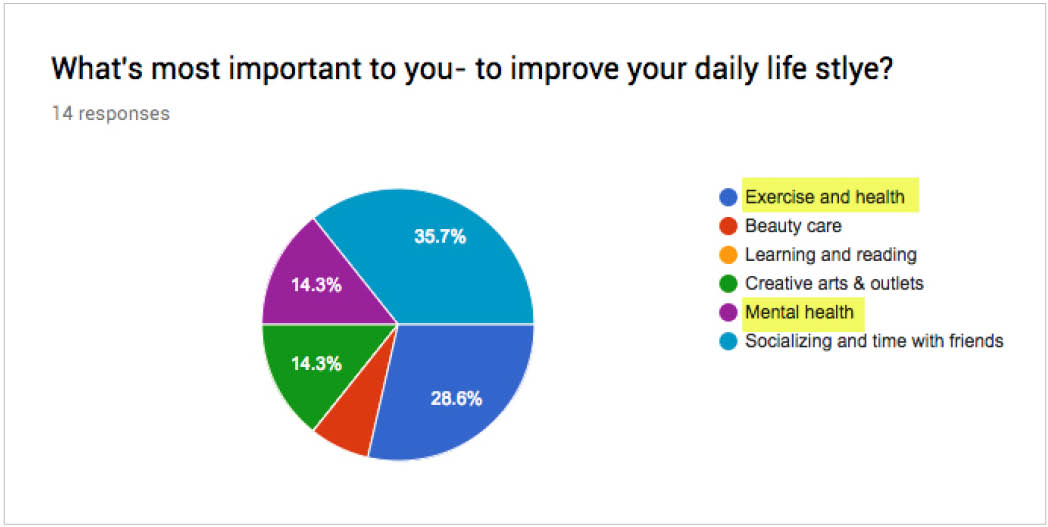 What's most important to you- to improve your daily life stlye?
14 responses
35.7%
14.3%
14.3%
28.6%
Exercise and health
Beauty care
Learning and reading
Creative arts & outlets
Mental health
Socializing and time with friends